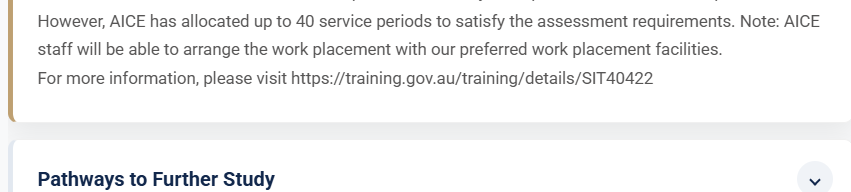 However, AICE has allocated up to 40 service periods to satisfy the assessment requirements. Note: AICE
staff will be able to arrange the work placement with our preferred work placement facilities.
For more information, please visit https://training.gov.au/training/details/SIT40422
Pathways to Further Study